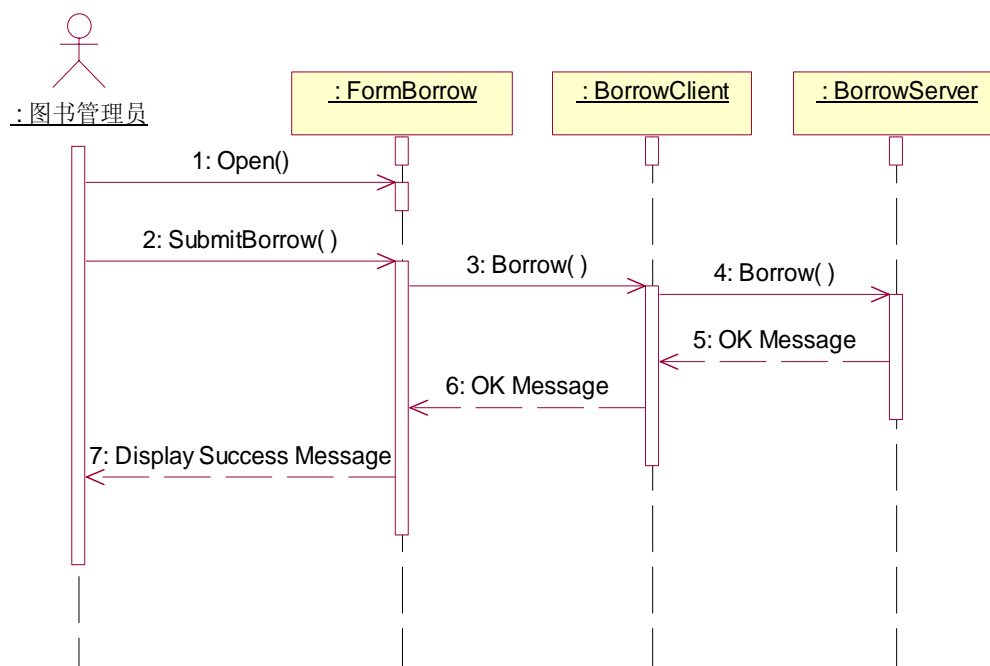 : 图书管理员
: FormBorrow
: BorrowClient
: BorrowServer
1: Open()
2: SubmitBorrow( )
3: Borrow( )
4: Borrow( )
5: OK Message
6: OK Message
7: Display Success Message